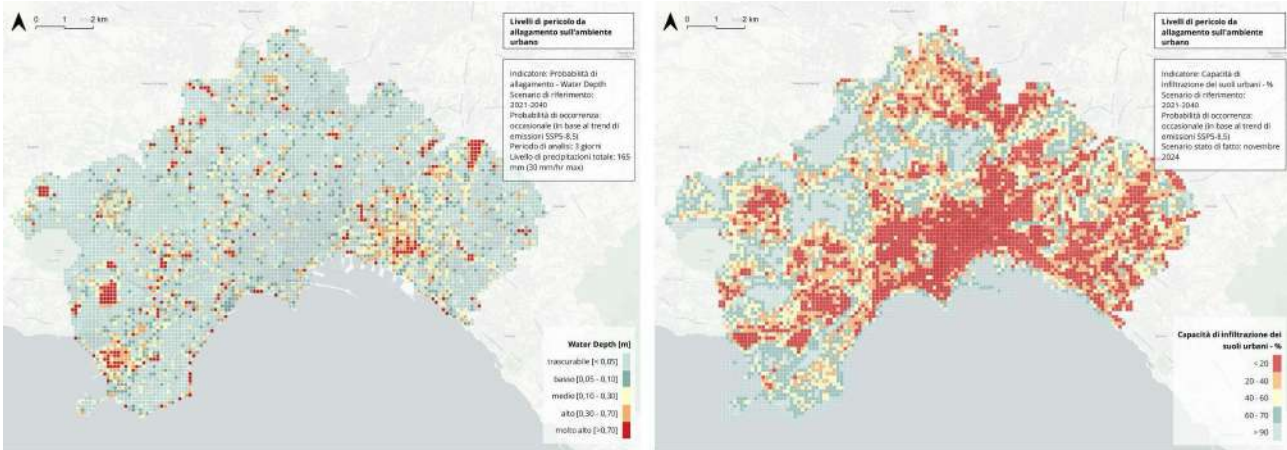 0 1 2 km
Livelli di pericolo da
allagamento sull'ambiente
urbano
Indicatore: Probabilità di
allagamento - Water Depth
Scenario di riferimento:
2021-2040
Probabilità di occorrenza:
occasionale (in base al trend di
emissioni SSP5-8,5)
Periodo di analisi: 3 giorni
Livello di precipitazioni totale: 165
mm (30 mm/hr max)
Water Depth [m]
trascurabile [< 0,05]
basso [0,05 - 0,10]
medio [0,10 - 0,30]
alto [0,30 - 0,70]
molto alto [>0,70]
0 1 2 km
Livelli di pericolo da
allagamento sull'ambiente
urbano
Indicatore: Capacità di
infiltrazione dei suoli urbani - %
Scenario di riferimento:
2021-2040
Probabilità di occorrenza:
occasionale (in base al trend di
emissioni SSP5-8,5)
Scenario stato di fatto: novembre
2024
Capacità di infiltrazione dei
suoli urbani - %
< 20
20 - 40
40 - 60
60 - 70
> 90